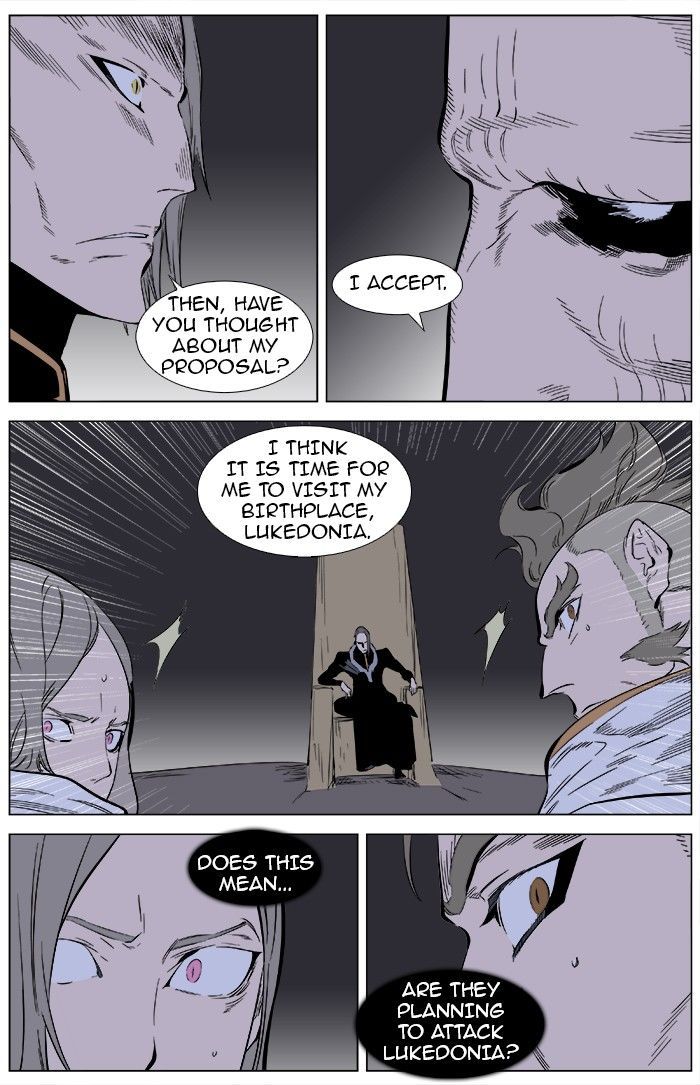 THEN, HAVE
YOU THOUGHT
ABOUT MY
PROPOSAL?
I ACCEPT.
I THINK
IT IS TIME FOR
ME TO VISIT MY
BIRTHPLACE,
LUKEDONIA.
DOES THIS
MEAN...
ARE THEY
PLANNING
TO ATTACK
LUKEDONIA?